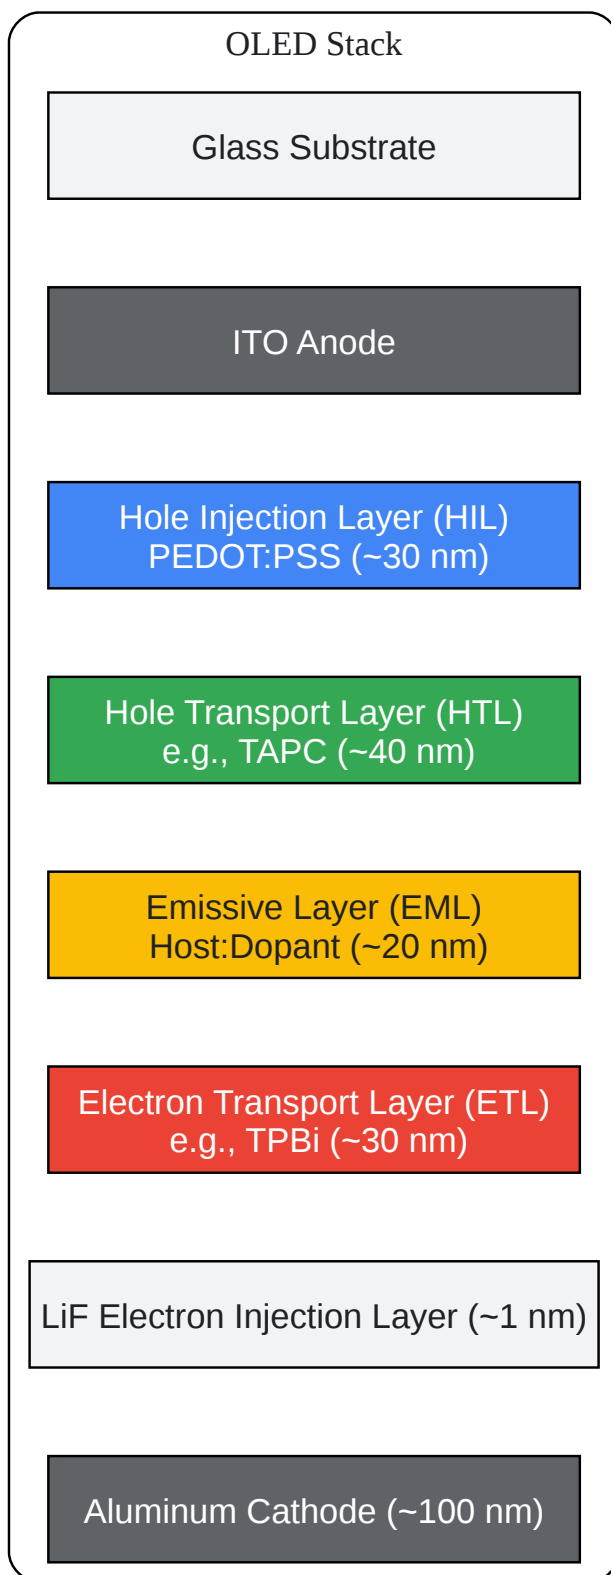 OLED Stack
Glass Substrate
ITO Anode
Hole Injection Layer (HIL)
PEDOT:PSS (~30 nm)
Hole Transport Layer (HTL)
e.g., TAPC (~40 nm)
Emissive Layer (EML)
Host:Dopant (~20 nm)
Electron Transport Layer (ETL)
e.g., TPBi (~30 nm)
LiF Electron Injection Layer (~1 nm)
Aluminum Cathode (~100 nm)